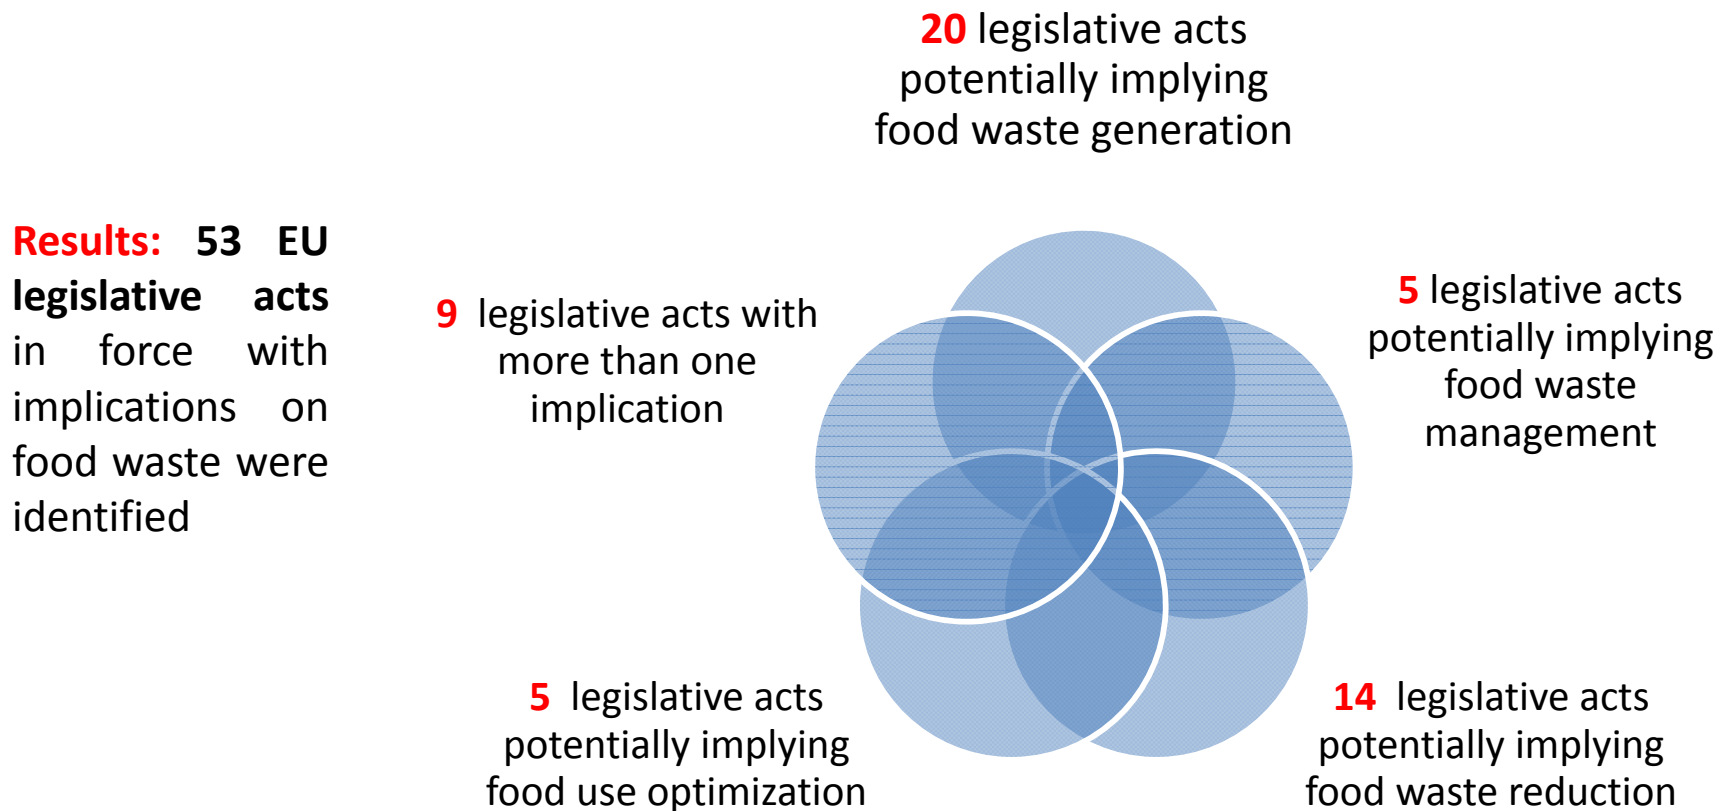 20 legislative acts
potentially implying
food waste generation
Results: 53 EU
legislative acts
in force with
implications on
food waste were
identified
9 legislative acts with
more than one
implication
5 legislative acts
potentially implying
food waste
management
5 legislative acts
potentially implying
food use optimization
14 legislative acts
potentially implying
food waste reduction